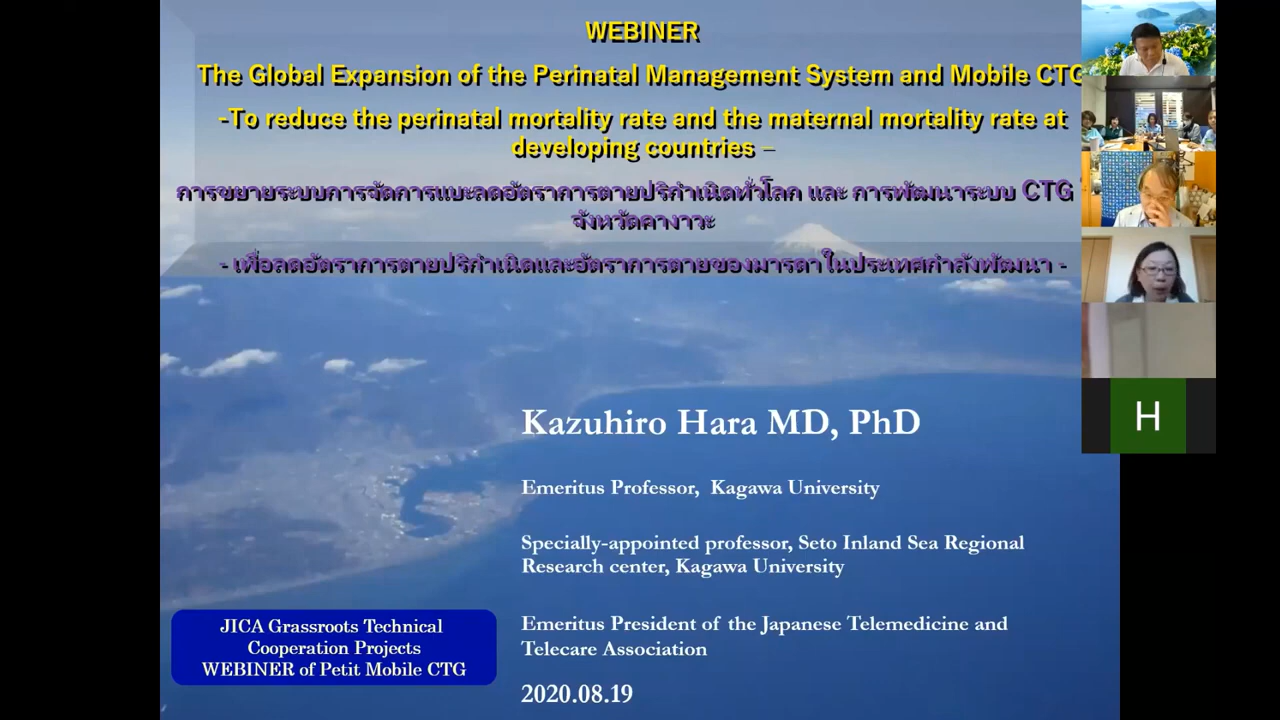 WEBINER
The Global Expansion of the Perinatal Management System and Mobile CTG
-To reduce the perinatal mortality rate and the maternal mortality rate at
developing countries –
การขยายระบบการจัดการแบะลดอัตราการตายปริกำเนิดทั่วโลก และ การพัฒนาระบบ CTG
จังหวัดคางาวะ
- เพื่อลดอัตราการตายปริกำเนิดและอัตราการตายของมารดาในประเทศกำลังพัฒนา -
Kazuhiro Hara MD, PhD
Emeritus Professor, Kagawa University
Specially-appointed professor, Seto Inland Sea Regional
Research center, Kagawa University
Emeritus President of the Japanese Telemedicine and
Telecare Association
2020.08.19
JICA Grassroots Technical
Cooperation Projects
WEBINER of Petit Mobile CTG
H